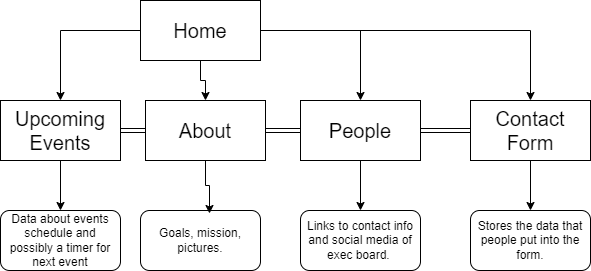 Home
Upcoming
Events
About
People
Contact
Form
Data about events
schedule and
possibly a timer for
next event
Goals, mission,
pictures.
Links to contact info
and social media of
exec board.
Stores the data that
people put into the
form.